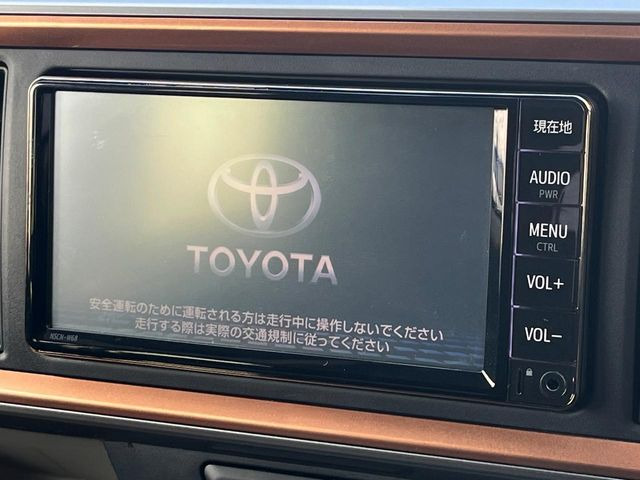 TOYOTA
安全運転のために運転される方は走行中に操作しないでください
走行する際は実際の交通規制に従ってください
NSCN-W68
現在地
AUDIO
PWR
MENU
CTRL
VOL+
VOL−